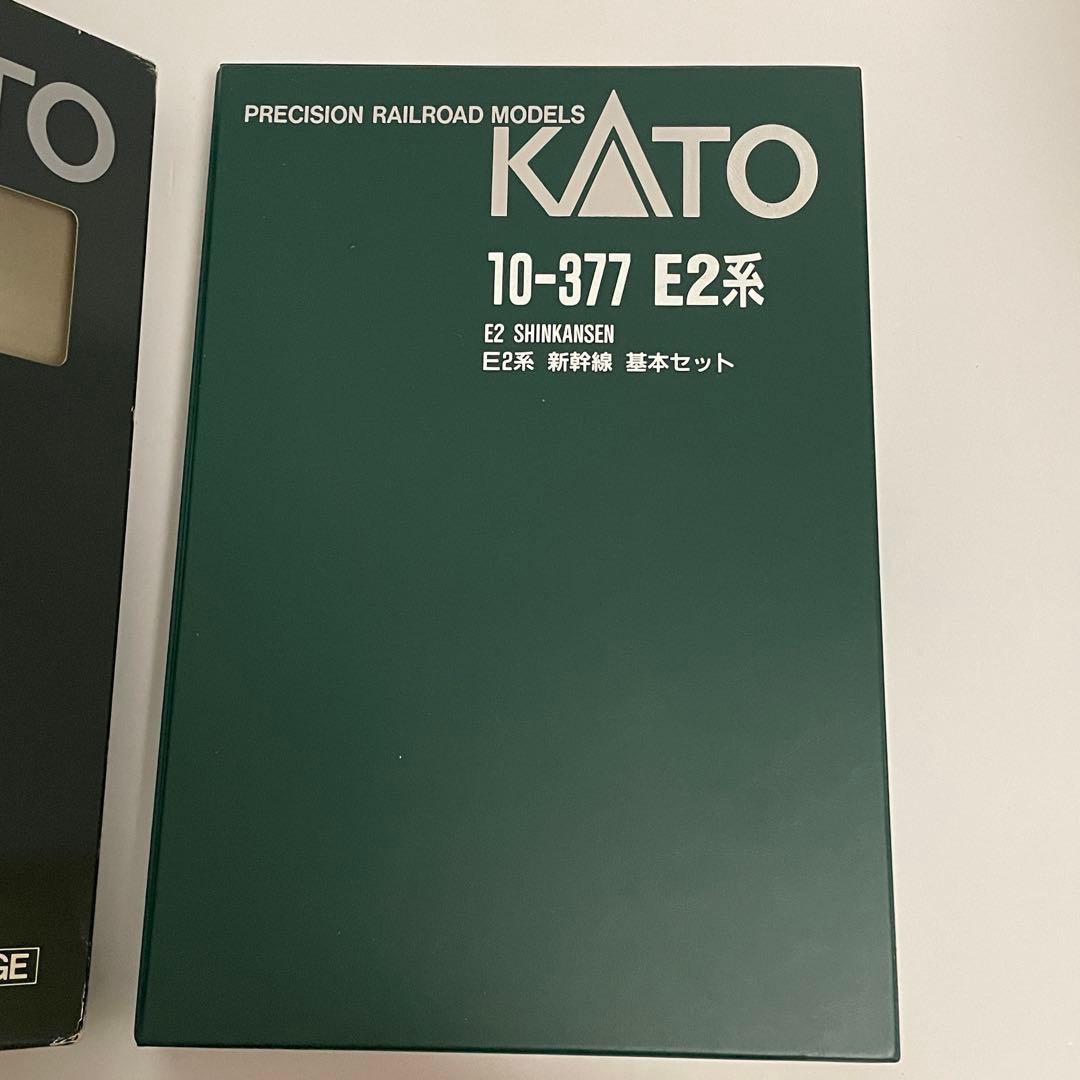 TO
GE
PRECISION RAILROAD MODELS
KATO
10-377 E2系
E2 SHINKANSEN
E2系 新幹線 基本セット